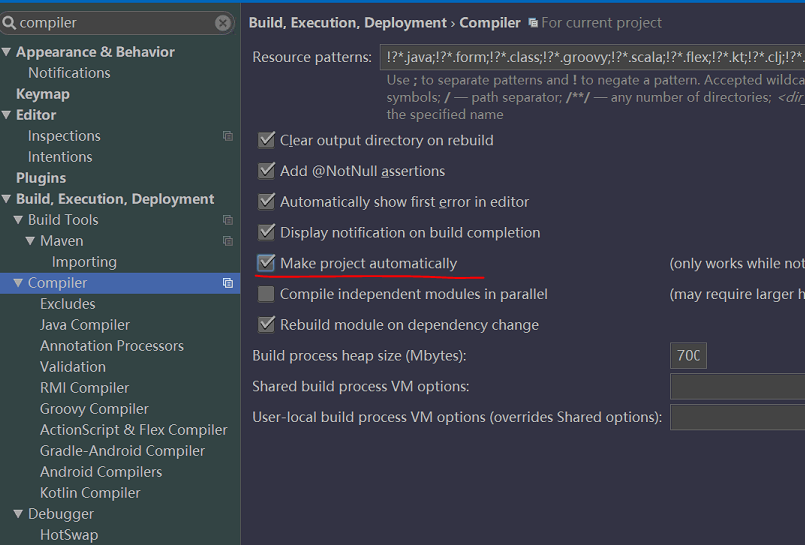 compiler
Appearance & Behavior
Notifications
Keymap
Editor
Inspections
Intentions
Plugins
Build, Execution, Deployment
Build Tools
Maven
Importing
Compiler
Excludes
Java Compiler
Annotation Processors
Validation
RMI Compiler
Groovy Compiler
ActionScript & Flex Compiler
Gradle-Android Compiler
Android Compilers
Kotlin Compiler
Debugger
HotSwap
Build, Execution, Deployment › Compiler For current project
Resource patterns: !?*.java;!?*.form;!?*.class;!?*.groovy;!?*.scala;!?*.flex;!?*.kt;!?*.clj;!?*.
Use ; to separate patterns and ! to negate a pattern. Accepted wildca
symbols; / — path separator; /**/ — any number of directories; <dir_
the specified name
Clear output directory on rebuild
Add @NotNull assertions
Automatically show first error in editor
Display notification on build completion
Make project automatically (only works while not
Compile independent modules in parallel (may require larger h
Rebuild module on dependency change
Build process heap size (Mbytes): 700
Shared build process VM options:
User-local build process VM options (overrides Shared options):